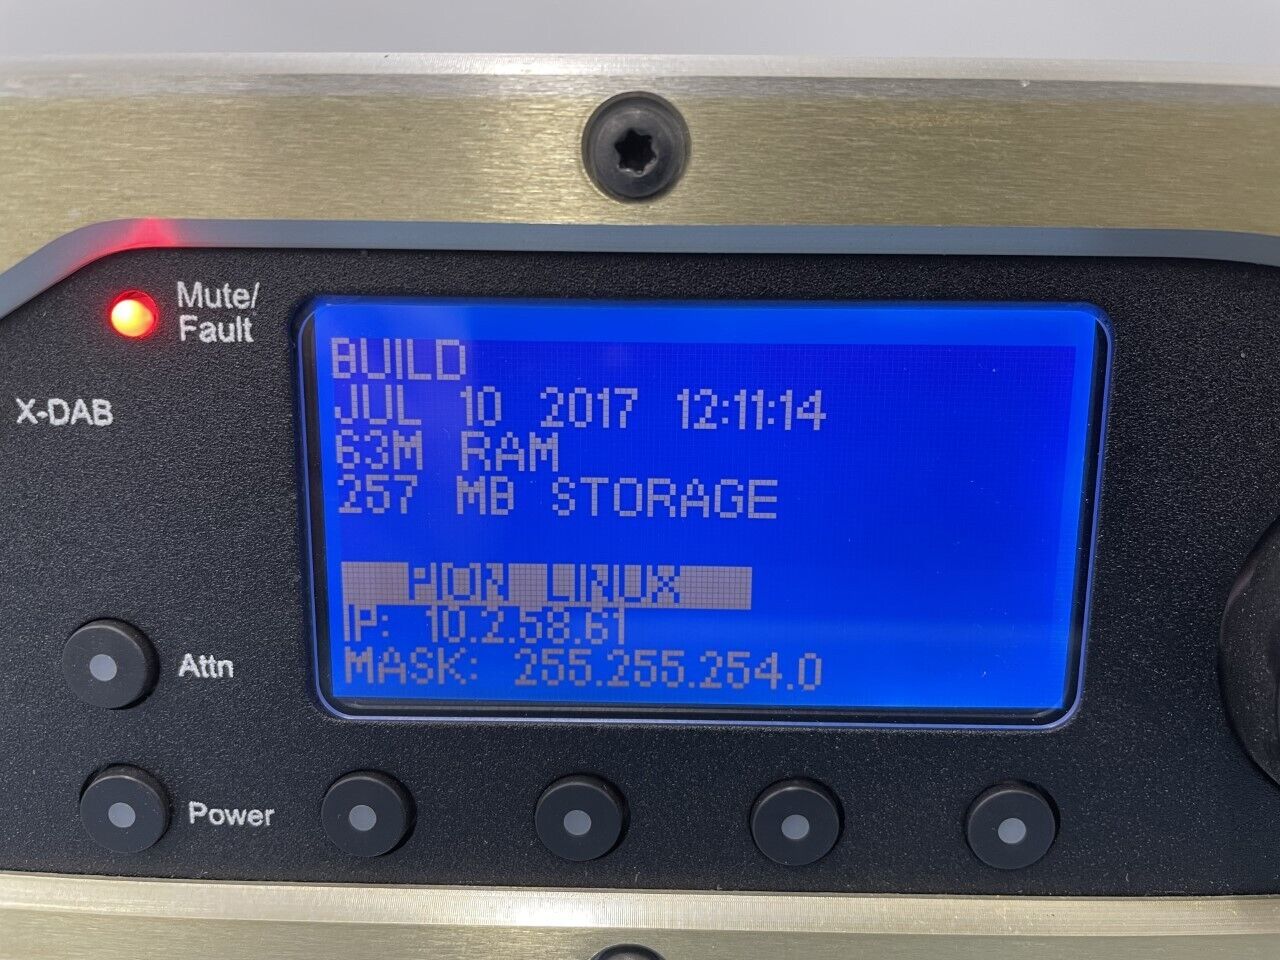 Mute/
Fault
X-DAB
BUILD
JUL 10 2017 12:11:14
63M RAM
257 MB STORAGE
LINUX
IP: 10.2.58.61
MASK: 255.255.254.0
Attn
Power